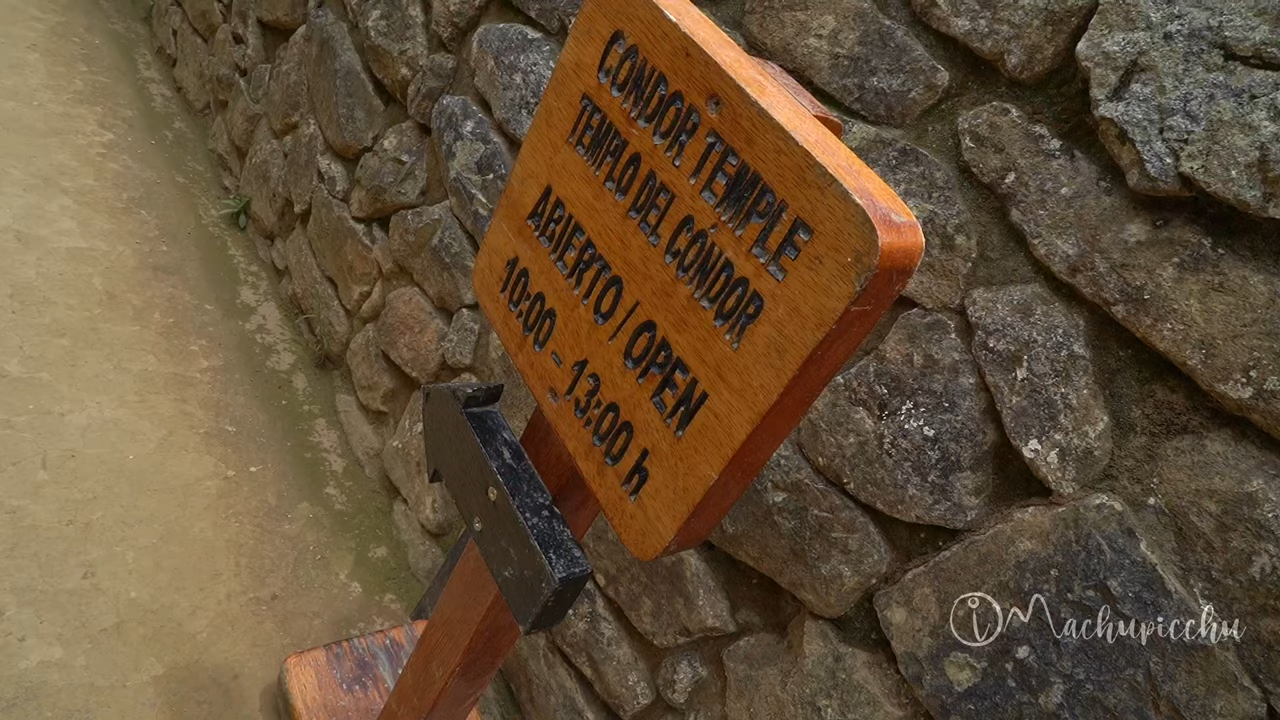 CONDOR TEMPLE
TEMPLO DEL CÓNDOR
ABIERTO / OPEN
10:00 - 13:00 h
i Machupicchu